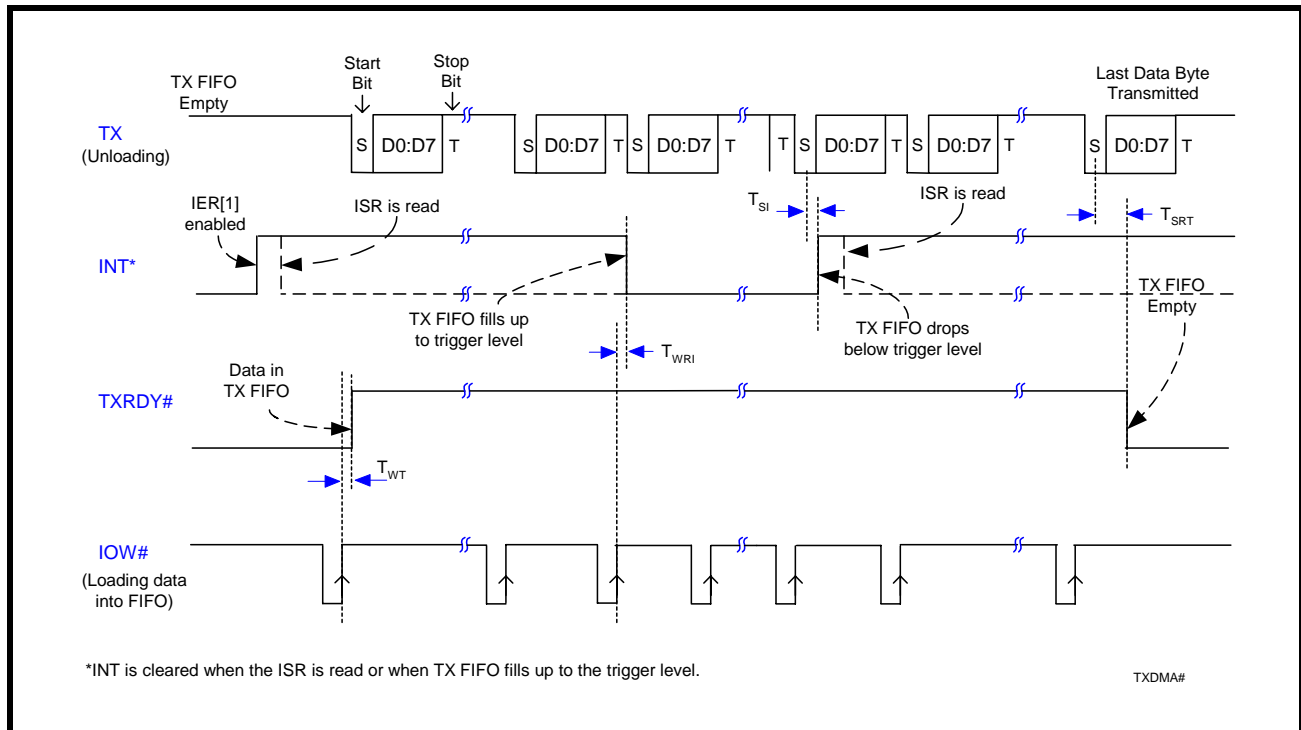 TX FIFO
Empty
Start
Bit
Stop
Bit
Last Data Byte
Transmitted
TX
(Unloading)
S D0:D7 T S D0:D7 T S D0:D7 T T S D0:D7 T S D0:D7 T S D0:D7 T
IER[1]
enabled
ISR is read
TSI
ISR is read
TSRT
INT*
TX FIFO fills up
to trigger level
TX FIFO drops
below trigger level
TX FIFO
Empty
TWRI
Data in
TX FIFO
TXRDY#
TWT
IOW#
(Loading data
into FIFO)
*INT is cleared when the ISR is read or when TX FIFO fills up to the trigger level.
TXDMA#